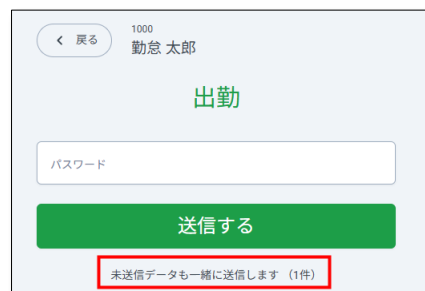 戻る
1000
勤怠 太郎
出勤
パスワード
送信する
未送信データも一緒に送信します （1件）